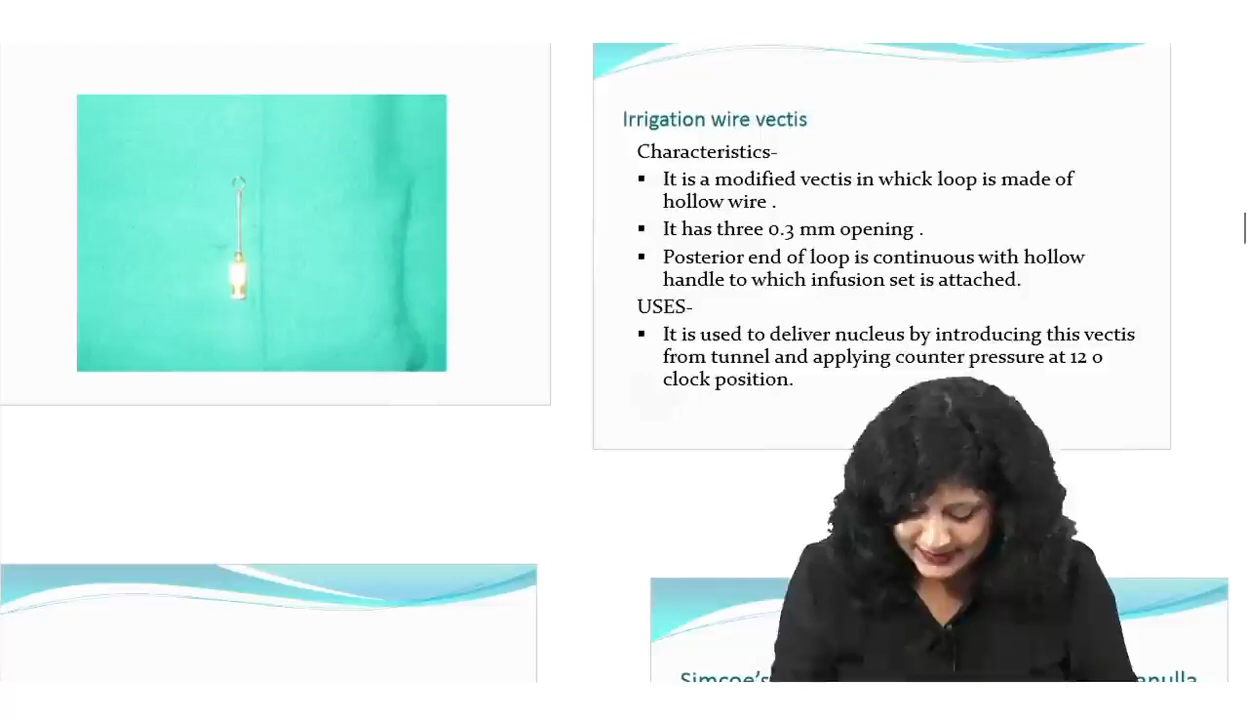 Irrigation wire vectis
Characteristics-
▪ It is a modified vectis in whick loop is made of
hollow wire .
▪ It has three 0.3 mm opening .
▪ Posterior end of loop is continuous with hollow
handle to which infusion set is attached.
USES-
▪ It is used to deliver nucleus by introducing this vectis
from tunnel and applying counter pressure at 12 o
clock position.
Simcoe's